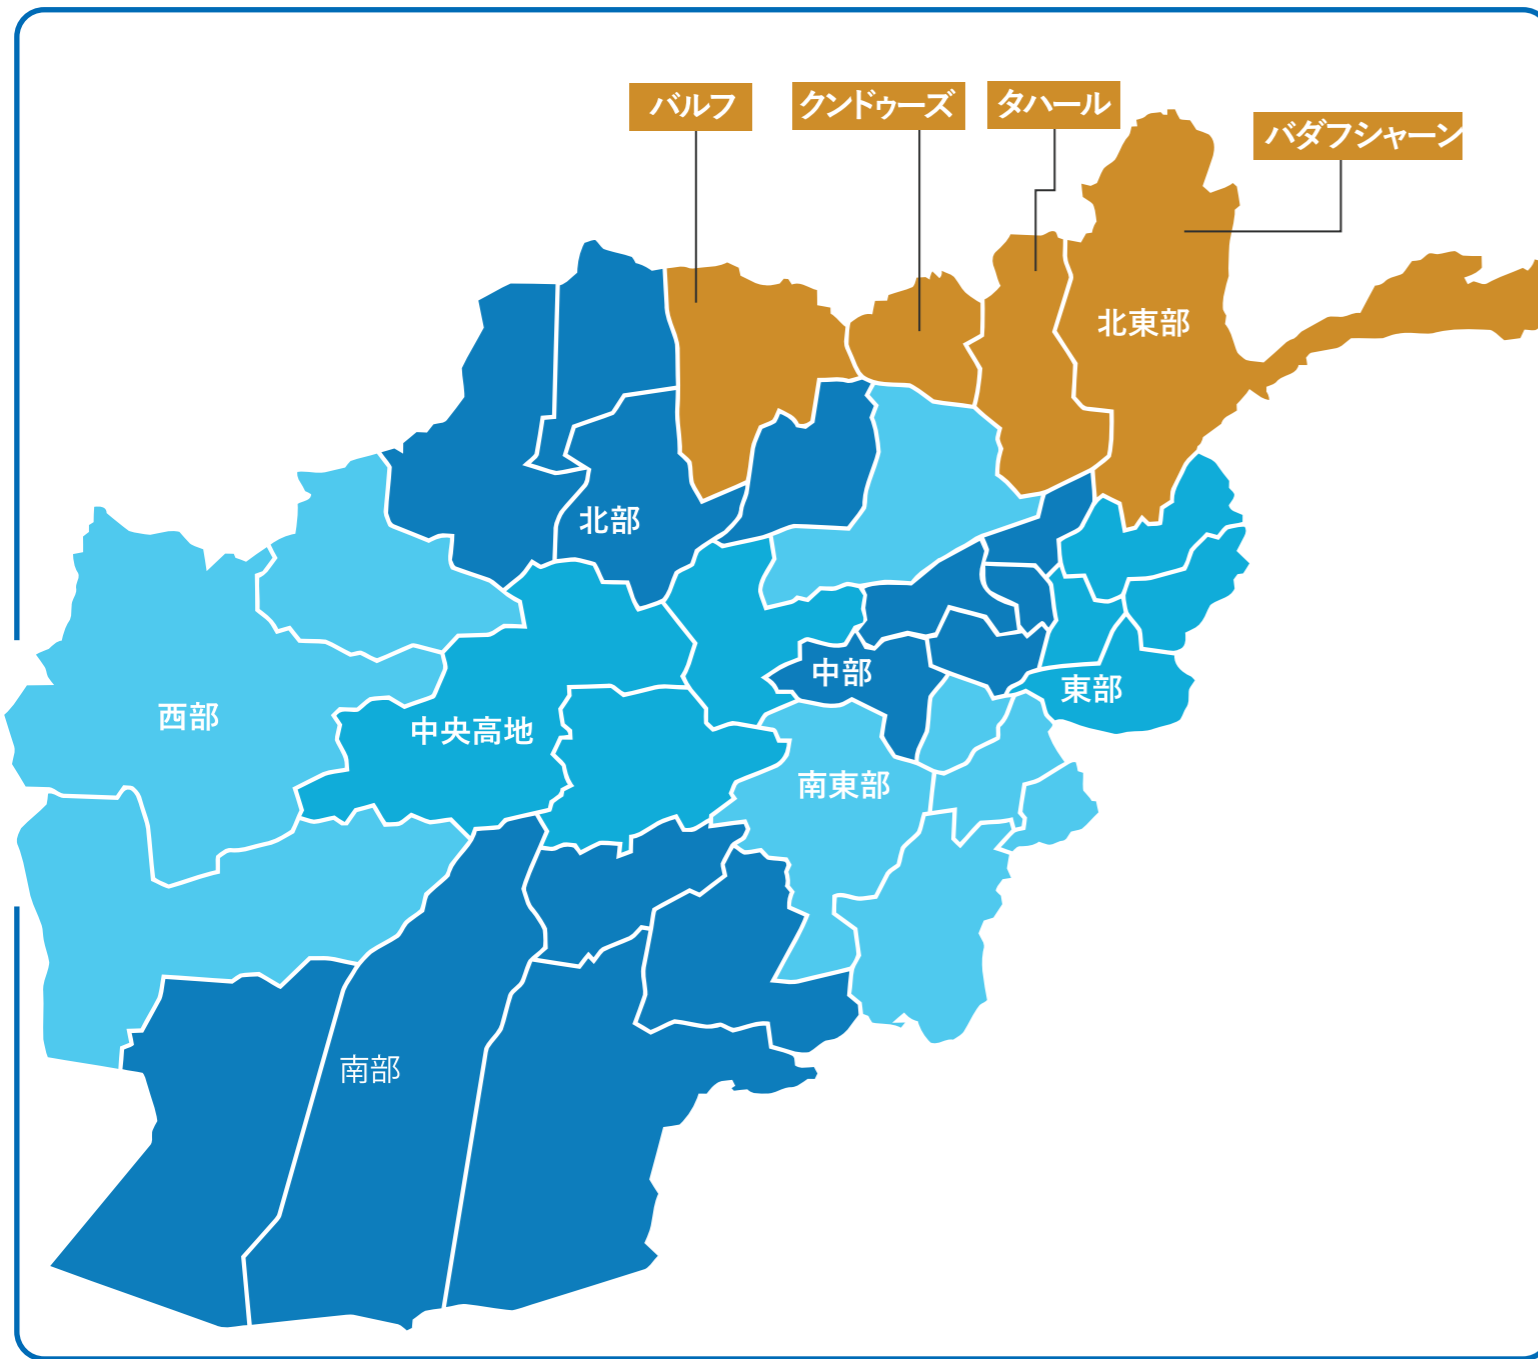 バルフ
クンドゥーズ
タハール
バダフシャーン
北東部
北部
中部
東部
西部
中央高地
南東部
南部